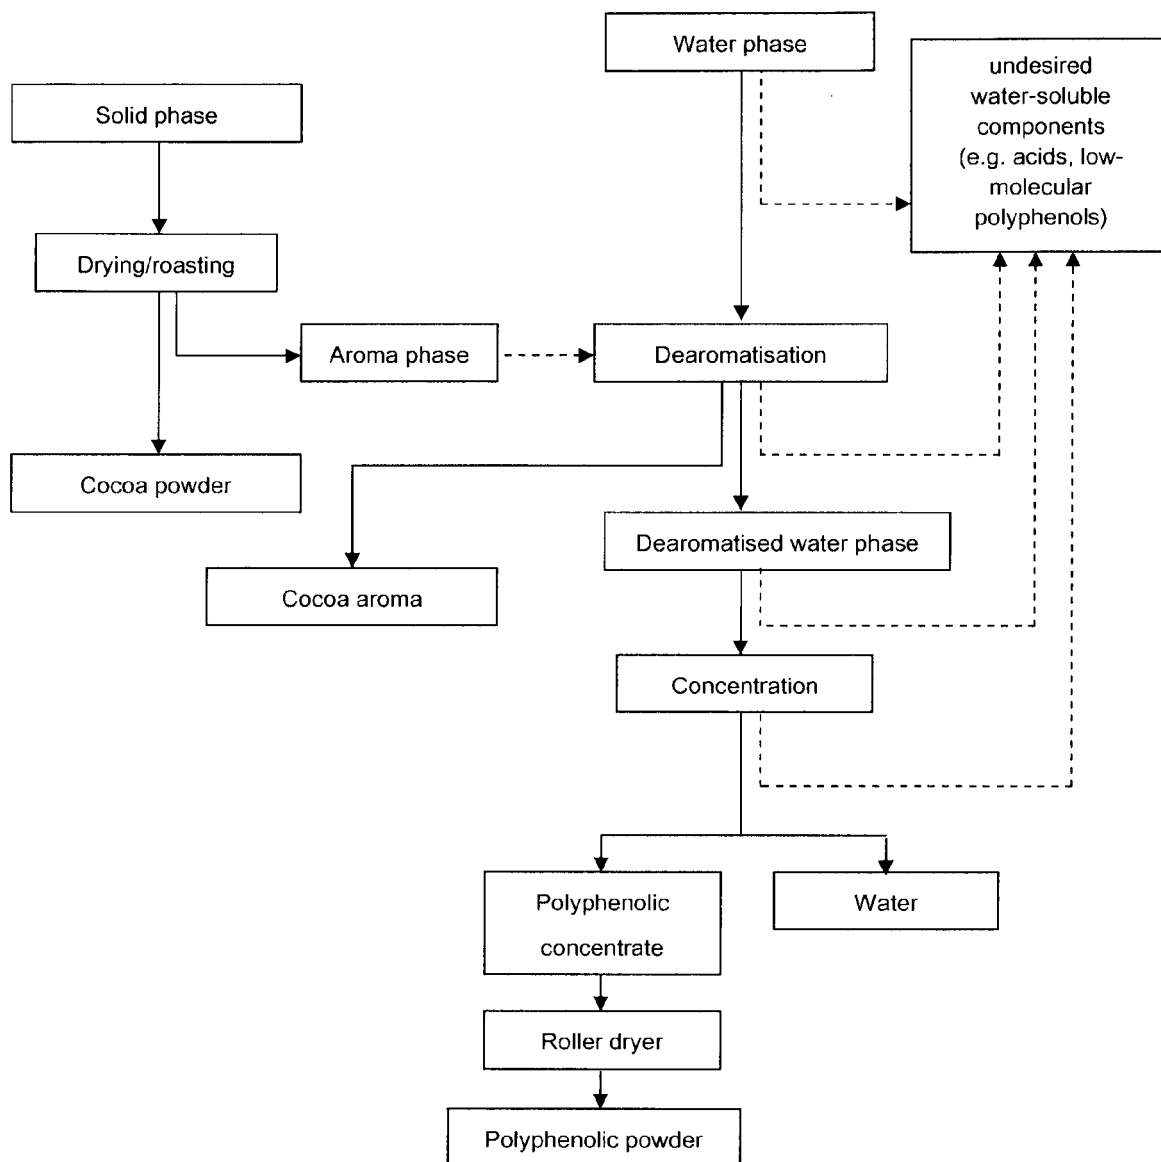 Water phase
undesired
water-soluble
components
(e.g. acids, low-
molecular
polyphenols)
Solid phase
Drying/roasting
Aroma phase
Dearomatisation
Cocoa powder
Dearomatised water phase
Cocoa aroma
Concentration
Polyphenolic
concentrate
Water
Roller dryer
Polyphenolic powder